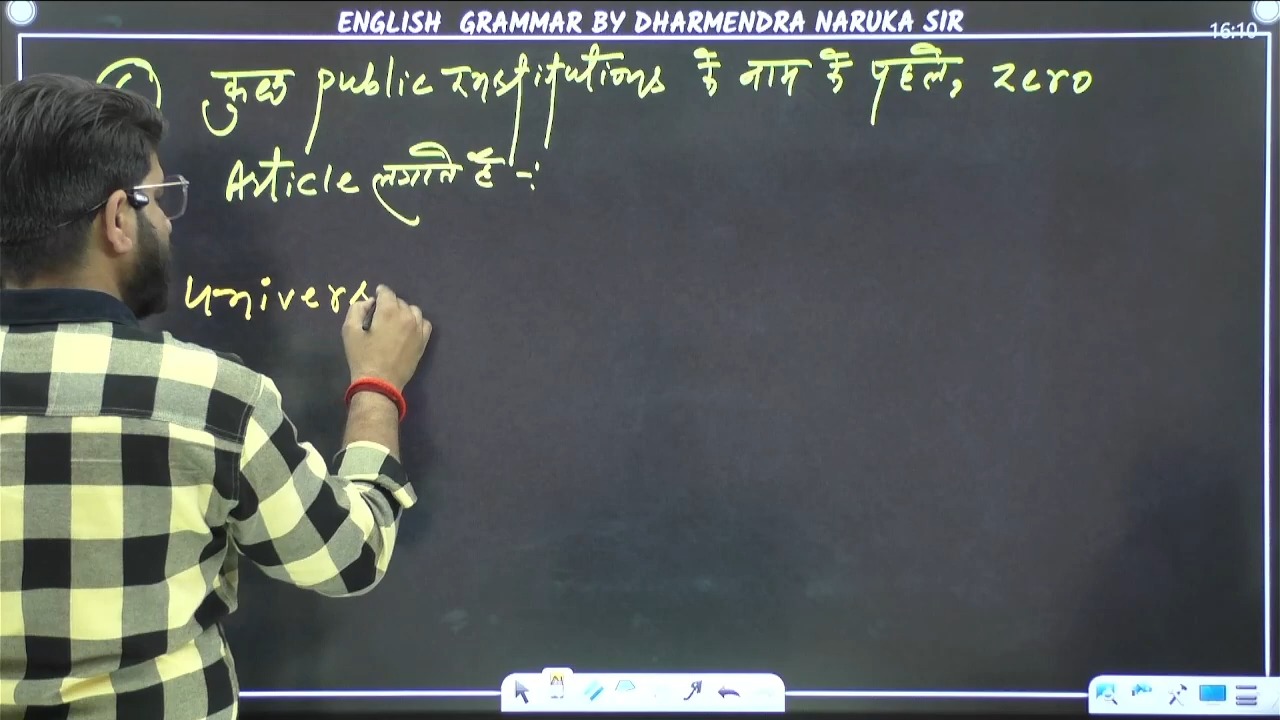 ENGLISH GRAMMAR BY DHARMENDRA NARUKA SIR
16:10
कुछ public Institutions के नाम के पहले, zero
Article लगाते हैं -:
univers